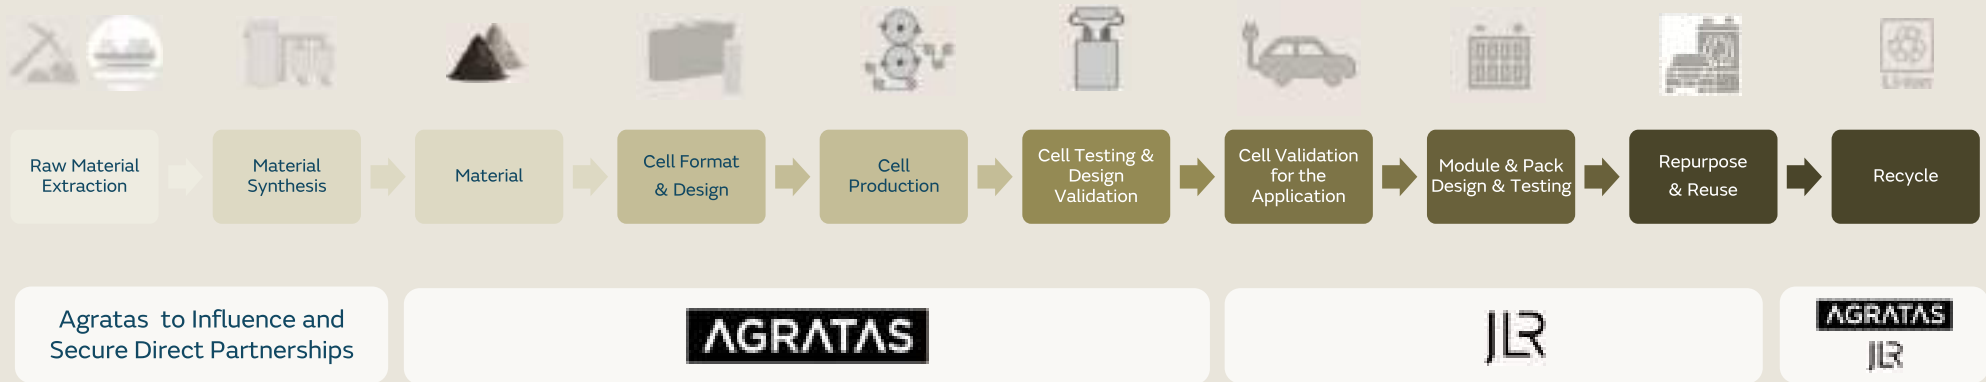 Li-ion
Raw Material
Extraction
Material
Synthesis
Material
Cell Format
& Design
Cell
Production
Cell Testing &
Design
Validation
Cell Validation
for the
Application
Module & Pack
Design & Testing
Repurpose
& Reuse
Recycle
Agratas to Influence and
Secure Direct Partnerships
AGRATAS
JLR
AGRATAS
JLR